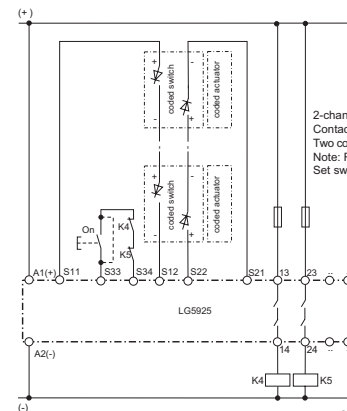 (+)
+
-
coded switch
coded actuator
-
+
2-chan
Contac
Two co
Note: F
Set sw
+
-
coded switch
coded actuator
-
+
On
K4
K5
A1(+)
S11
S33
S34
S12
S22
S21
13
23
LG5925
A2(-)
14
24
K4
K5
(-)